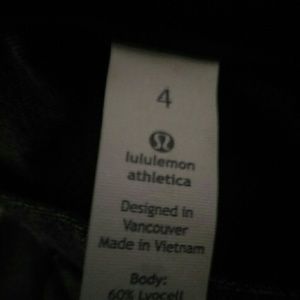 4
lululemon
athletica
Designed in
Vancouver
Made in Vietnam
Body:
60% Lyocell